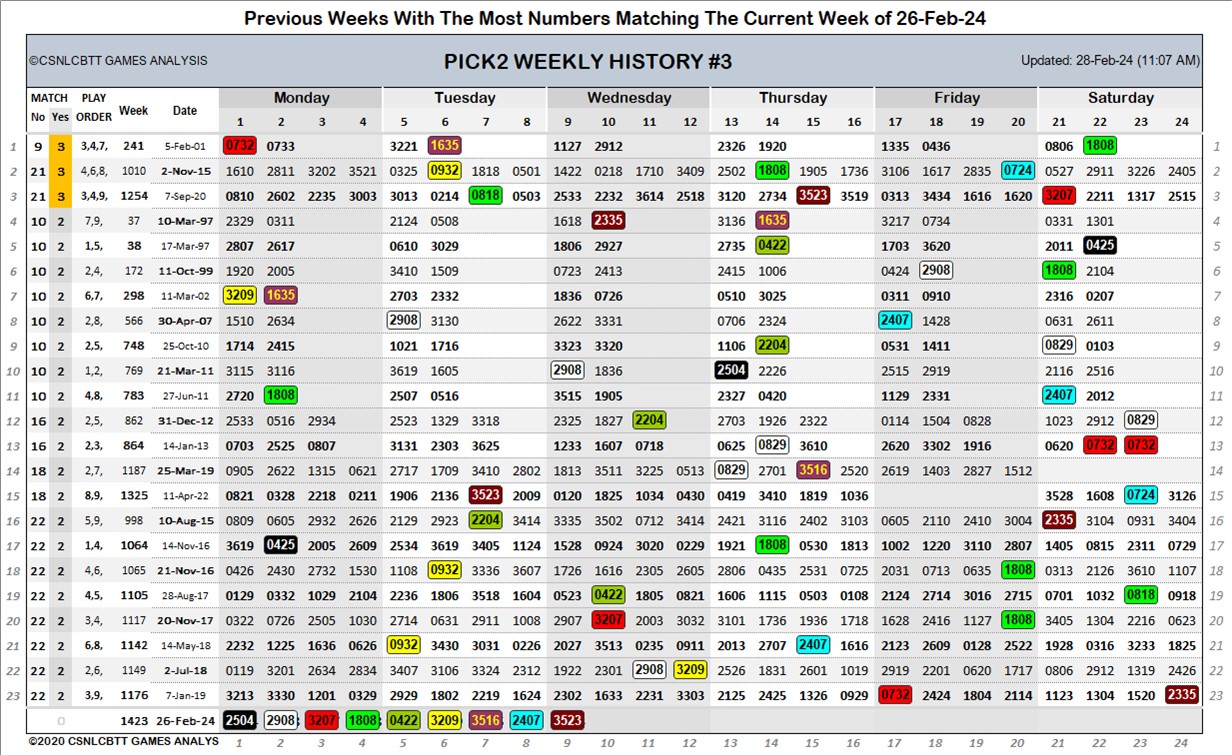 Previous Weeks With The Most Numbers Matching The Current Week of 26-Feb-24
©CSNLCBTT GAMES ANALYSIS PICK2 WEEKLY HISTORY #3 Updated: 28-Feb-24 (11:07 AM)
MATCH PLAY Week Date Monday Tuesday Wednesday Thursday Friday Saturday
No Yes ORDER 1 2 3 4 5 6 7 8 9 10 11 12 13 14 15 16 17 18 19 20 21 22 23 24
1 9 3 3,4,7, 241 5-Feb-01 0732 0733 3221 1635 1127 2912 2326 1920 1335 0436 0806 1808 1
2 21 3 4,6,8, 1010 2-Nov-15 1610 2811 3202 3521 0325 0932 1818 0501 1422 0218 1710 3409 2502 1808 1905 1736 3106 1617 2835 0724 0527 2911 3226 2405 2
3 21 3 3,4,9, 1254 7-Sep-20 0810 2602 2235 3003 3013 0214 0818 0503 2533 2232 3614 2518 3120 2734 3523 3519 0313 3434 1616 1620 3207 2211 1317 2515 3
4 10 2 7,9, 37 10-Mar-97 2329 0311 2124 0508 1618 2335 3136 1635 3217 0734 0331 1301 4
5 10 2 1,5, 38 17-Mar-97 2807 2617 0610 3029 1806 2927 2735 0422 1703 3620 2011 0425 5
6 10 2 2,4, 172 11-Oct-99 1920 2005 3410 1509 0723 2413 2415 1006 0424 2908 1808 2104 6
7 10 2 6,7, 298 11-Mar-02 3209 1635 2703 2332 1836 0726 0510 3025 0311 0910 2316 0207 7
8 10 2 2,8, 566 30-Apr-07 1510 2634 2908 3130 2622 3331 0706 2324 2407 1428 0631 2611 8
9 10 2 2,5, 748 25-Oct-10 1714 2415 1021 1716 3323 3320 1106 2204 0531 1411 0829 0103 9
10 10 2 1,2, 769 21-Mar-11 3115 3116 3619 1605 2908 1836 2504 2226 2515 2919 2116 2516 10
11 10 2 4,8, 783 27-Jun-11 2720 1808 2507 0516 3515 1905 2327 0420 1129 2331 2407 2012 11
12 16 2 2,5, 862 31-Dec-12 2533 0516 2934 2523 1329 3318 2325 1827 2204 2703 1926 2322 0114 1504 0828 1023 2912 0829 12
13 16 2 2,3, 864 14-Jan-13 0703 2525 0807 3131 203 3625 1233 1607 0718 0625 0829 3610 2620 3302 1916 0620 0732 0732 13
14 18 2 2,7, 1187 25-Mar-19 0905 2622 1315 0621 2717 1709 3410 2802 1813 3511 3225 0513 0829 2701 3516 2520 2619 1403 2827 1512 14
15 18 2 8,9, 1325 11-Apr-22 0821 0328 2218 0211 1906 2136 3523 2009 0120 1825 1034 0430 0419 3410 1819 1036 3528 1608 0724 3126 15
16 22 2 5,9, 998 10-Aug-15 0809 0605 2932 2626 2129 2923 2204 3414 3335 3502 0712 3414 2421 3116 2402 3103 0605 2110 2410 3004 2335 3104 0931 3404 16
17 22 2 1,4, 1064 14-Nov-16 3619 0425 2005 2609 2534 3619 3405 1124 1528 0924 3020 0229 1921 1808 0530 1813 1002 1220 3110 2807 1405 0815 2311 0729 17
18 22 2 4,6, 1065 21-Nov-16 0426 2430 2732 1530 1108 0932 3336 3607 1726 1616 2305 2605 2806 0435 2531 0725 2031 0713 0635 1808 0313 2126 3610 1107 18
19 22 2 4,5, 1105 28-Aug-17 0129 0332 1029 2104 2236 1806 3518 1604 0523 0422 1805 0821 1606 1115 0503 0108 2124 2714 3016 2715 0701 1032 0818 0918 19
20 22 2 3,4, 1117 20-Nov-17 0322 0726 2505 1030 2714 0631 2911 1008 2907 3207 2003 3032 3101 1736 1936 1718 1628 2416 1127 1808 3405 1304 2216 0623 20
21 22 2 6,8, 1142 14-May-18 2232 1225 1636 0626 0932 3430 3031 0226 2027 3513 0235 0911 2013 2707 2407 1616 2123 2609 0128 2522 1928 0316 3233 1825 21
22 22 2 2,6, 1149 2-Jul-18 0119 3201 2634 2834 3407 3106 3324 2312 1922 2301 2908 3209 2526 1831 2601 1019 2919 2201 0620 1717 0806 2912 1319 2426 22
23 22 2 3,9, 1176 7-Jan-19 3213 3330 1201 0329 2929 1802 2219 1624 2302 1633 2231 3303 2125 2425 1326 0929 0732 2424 1804 2114 1123 1304 1520 2335 23
0 1423 26-Feb-24 2504 2908 3207 1808 0422 3209 3516 2407 3523
©2020 CSNLCBTT GAMES ANALYS 1 2 3 4 5 6 7 8 9 10 11 12 13 14 15 16 17 18 19 20 21 22 23 24